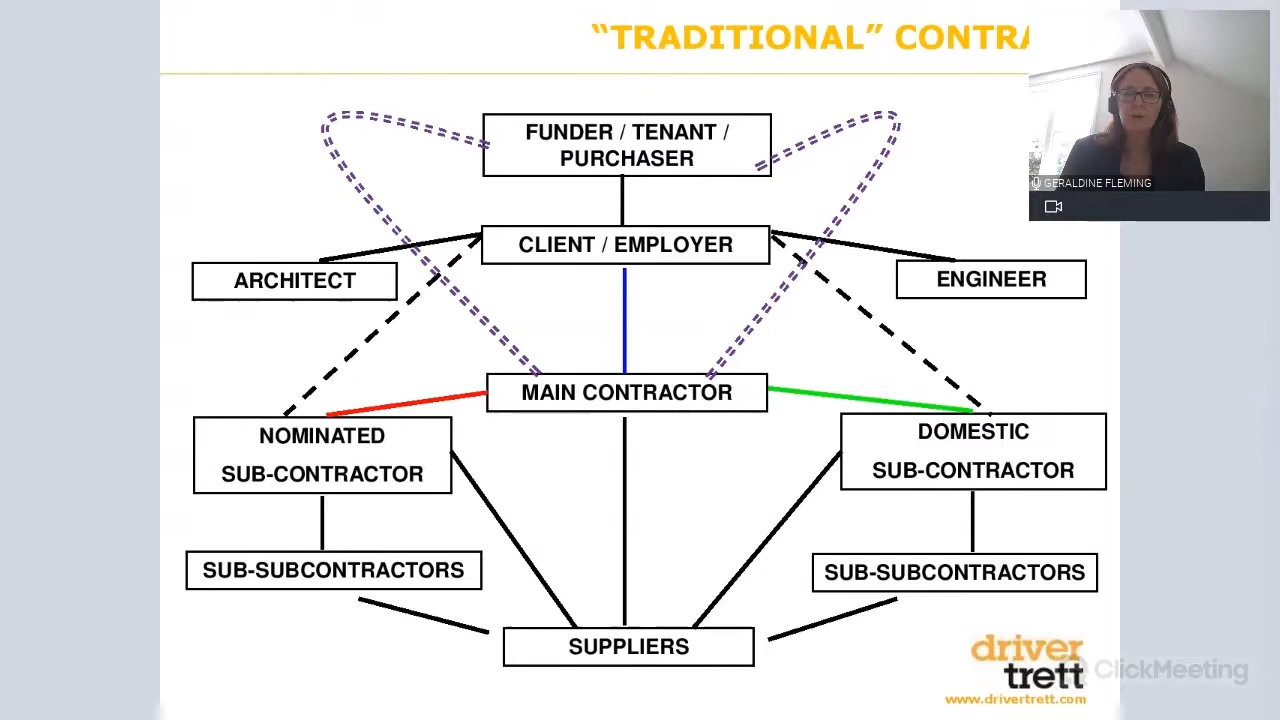 “TRADITIONAL” CONTRA
GERALDINE FLEMING
FUNDER / TENANT /
PURCHASER
CLIENT / EMPLOYER
ARCHITECT
ENGINEER
MAIN CONTRACTOR
NOMINATED
SUB-CONTRACTOR
DOMESTIC
SUB-CONTRACTOR
SUB-SUBCONTRACTORS
SUB-SUBCONTRACTORS
SUPPLIERS
driver
trett
ClickMeeting
www.drivertrett.com